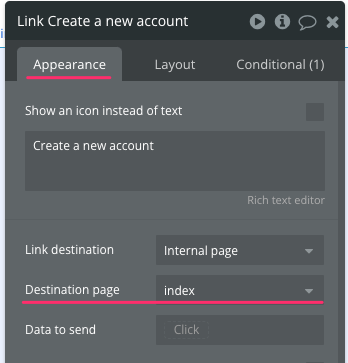 Link Create a new account
Appearance Layout Conditional (1)
Show an icon instead of text
Create a new account
Rich text editor
Link destination Internal page
Destination page index
Data to send Click